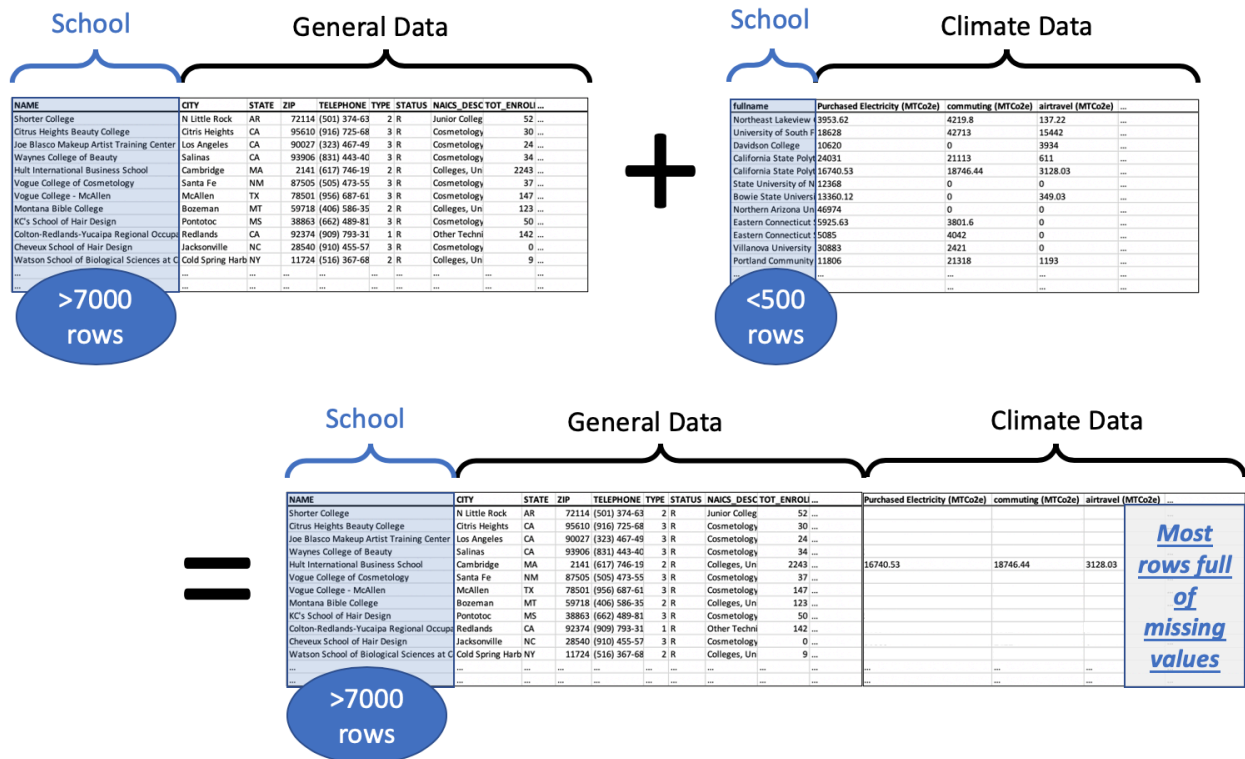 School
General Data
NAME CITY STATE ZIP TELEPHONE TYPE STATUS NAICS_DESC TOT_ENROLI ...
Shorter College N Little Rock AR 72114 (501) 374-63 2 R Junior Colleg 52 ...
Citrus Heights Beauty College Citris Heights CA 95610 (916) 725-68 3 R Cosmetology 30 ...
Joe Blasco Makeup Artist Training Center Los Angeles CA 90027 (323) 467-49 3 R Cosmetology 24 ...
Waynes College of Beauty Salinas CA 93906 (831) 443-40 3 R Cosmetology 34 ...
Hult International Business School Cambridge MA 2141 (617) 746-19 2 R Colleges, Un 2243 ...
Vogue College of Cosmetology Santa Fe NM 87505 (505) 473-55 3 R Cosmetology 37 ...
Vogue College - McAllen McAllen TX 78501 (956) 687-61 3 R Cosmetology 147 ...
Montana Bible College Bozeman MT 59718 (406) 586-35 2 R Colleges, Un 123 ...
KC's School of Hair Design Pontotoc MS 38863 (662) 489-81 3 R Cosmetology 50 ...
Colton-Redlands-Yucaipa Regional Occupa Redlands CA 92374 (909) 793-31 1 R Other Techni 142 ...
Cheveux School of Hair Design Jacksonville NC 28540 (910) 455-57 3 R Cosmetology 0 ...
Watson School of Biological Sciences at C Cold Spring Harb NY 11724 (516) 367-68 2 R Colleges, Un 9 ...
... ... ... ... ... ... ... ... ... ...
... ... ... ... ... ... ... ... ... ...
>7000
rows
+
School
Climate Data
fullname Purchased Electricity (MTCo2e) commuting (MTCo2e) airtravel (MTCo2e) ...
Northeast Lakeview 3953.62 4219.8 137.22 ...
University of South F 18628 42713 15442 ...
Davidson College 10620 0 3934 ...
California State Polyt 24031 21113 611 ...
California State Polyt 16740.53 18746.44 3128.03 ...
State University of N 12368 0 0 ...
Bowie State Universi 13360.12 0 349.03 ...
Northern Arizona Un 46974 0 0 ...
Eastern Connecticut 5925.63 3801.6 0 ...
Eastern Connecticut 5085 4042 0 ...
Villanova University 30883 2421 0 ...
Portland Community 11806 21318 1193 ...
... ... ...
... ... ...
<500
rows
=
School
General Data
Climate Data
NAME CITY STATE ZIP TELEPHONE TYPE STATUS NAICS_DESC TOT_ENROLI ... Purchased Electricity (MTCo2e) commuting (MTCo2e) airtravel (MTCo2e) ...
Shorter College N Little Rock AR 72114 (501) 374-63 2 R Junior Colleg 52 ...
Citrus Heights Beauty College Citris Heights CA 95610 (916) 725-68 3 R Cosmetology 30 ...
Joe Blasco Makeup Artist Training Center Los Angeles CA 90027 (323) 467-49 3 R Cosmetology 24 ...
Waynes College of Beauty Salinas CA 93906 (831) 443-40 3 R Cosmetology 34 ...
Hult International Business School Cambridge MA 2141 (617) 746-19 2 R Colleges, Un 2243 ... 16740.53 18746.44 3128.03
Vogue College of Cosmetology Santa Fe NM 87505 (505) 473-55 3 R Cosmetology 37 ...
Vogue College - McAllen McAllen TX 78501 (956) 687-61 3 R Cosmetology 147 ...
Montana Bible College Bozeman MT 59718 (406) 586-35 2 R Colleges, Un 123 ...
KC's School of Hair Design Pontotoc MS 38863 (662) 489-81 3 R Cosmetology 50 ...
Colton-Redlands-Yucaipa Regional Occupa Redlands CA 92374 (909) 793-31 1 R Other Techni 142 ...
Cheveux School of Hair Design Jacksonville NC 28540 (910) 455-57 3 R Cosmetology 0 ...
Watson School of Biological Sciences at C Cold Spring Harb NY 11724 (516) 367-68 2 R Colleges, Un 9 ...
... ... ... ... ... ... ... ... ... ... ... ... ...
... ... ... ... ... ... ... ... ... ... ... ... ...
Most
rows full
of
missing
values
>7000
rows